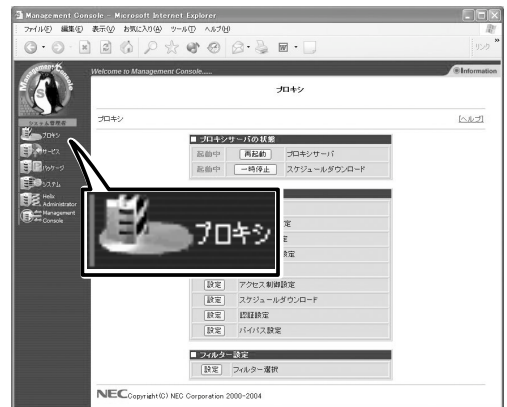 Management Console - Microsoft Internet Explorer
ファイル(F) 編集(E) 表示(V) お気に入り(A) ツール(T) ヘルプ(H)
リンク
Management Console
Welcome to Management Console......
Information
プロキシ
システム管理者
プロキシ
[ヘルプ]
プロキシ
サービス
パッケージ
システム
Helix Administrator
Management Console
■ プロキシサーバの状態
起動中 再起動 プロキシサーバ
起動中 一時停止 スケジュールダウンロード
プロキシ
定
定
設定 アクセス制御設定
設定 スケジュールダウンロード
設定 認証設定
設定 バイパス設定
■ フィルター設定
設定 フィルター選択
NEC Copyright(C) NEC Corporation 2000-2004